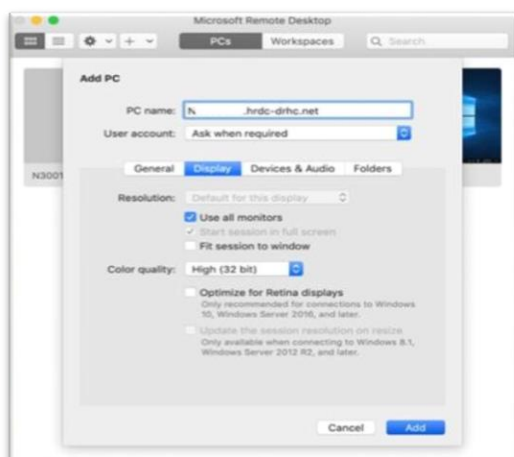 Microsoft Remote Desktop
PCs Workspaces Search
Add PC
PC name: N .hrdc-drhc.net
User account: Ask when required
N3001
General Display Devices & Audio Folders
Resolution: Default for this display
Use all monitors
Start session in full screen
Fit session to window
Color quality: High (32 bit)
Optimize for Retina displays
Only recommended for connections to Windows
10, Windows Server 2016, and later.
Update the session resolution on resize
Only available when connecting to Windows 8.1,
Windows Server 2012 R2, and later.
Cancel Add